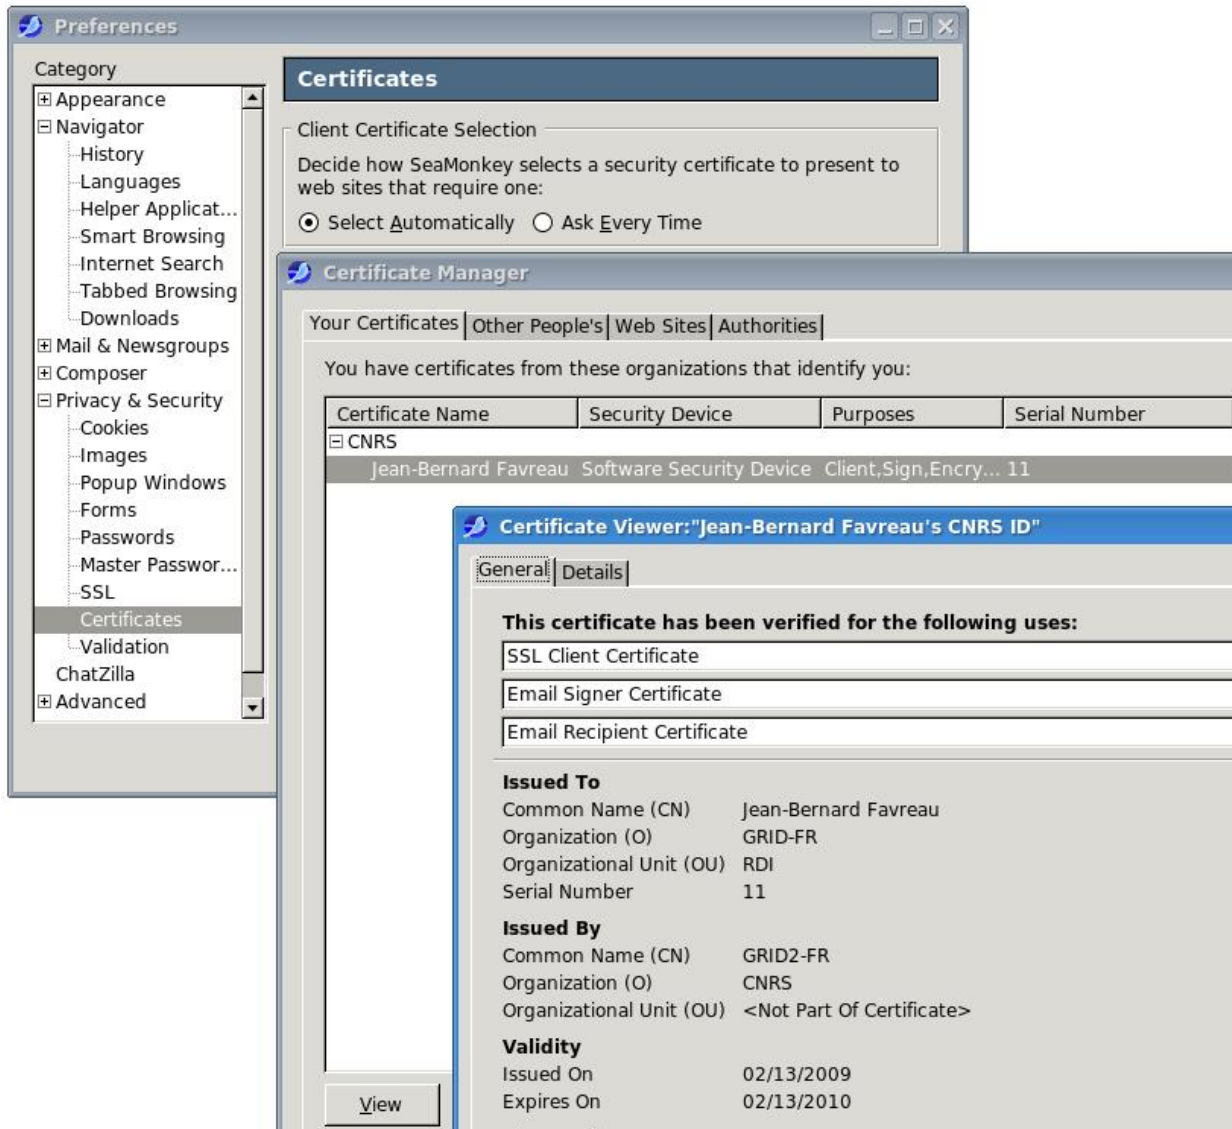 Preferences
Category
Appearance
Navigator
History
Languages
Helper Applicat...
Smart Browsing
Internet Search
Tabbed Browsing
Downloads
Mail & Newsgroups
Composer
Privacy & Security
Cookies
Images
Popup Windows
Forms
Passwords
Master Passwor...
SSL
Certificates
Validation
ChatZilla
Advanced
Certificates
Client Certificate Selection
Decide how SeaMonkey selects a security certificate to present to
web sites that require one:
Select Automatically Ask Every Time
Certificate Manager
Your Certificates Other People's Web Sites Authorities
You have certificates from these organizations that identify you:
Certificate Name Security Device Purposes Serial Number
CNRS
Jean-Bernard Favreau Software Security Device Client,Sign,Encry... 11
View
Certificate Viewer:"Jean-Bernard Favreau's CNRS ID"
General Details
This certificate has been verified for the following uses:
SSL Client Certificate
Email Signer Certificate
Email Recipient Certificate
Issued To
Common Name (CN) Jean-Bernard Favreau
Organization (O) GRID-FR
Organizational Unit (OU) RDI
Serial Number 11
Issued By
Common Name (CN) GRID2-FR
Organization (O) CNRS
Organizational Unit (OU) <Not Part Of Certificate>
Validity
Issued On 02/13/2009
Expires On 02/13/2010